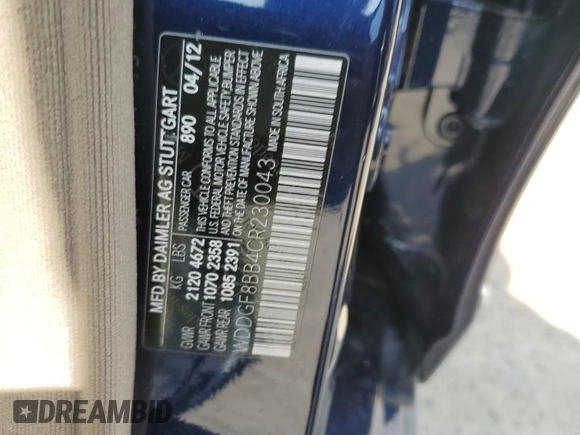 MFD BY DAIMLER AG STUTTGART
KG LBS PASSENGER CAR 890 04/12
GVWR 2120 4672 THIS VEHICLE CONFORMS TO ALL APPLICABLE
GAWR FRONT 1070 2358 U.S. FEDERAL MOTOR VEHICLE SAFETY, BUMPER
GAWR REAR 1085 2391 AND THEFT PREVENTION STANDARDS IN EFFECT
ON THE DATE OF MANUFACTURE SHOWN ABOVE
WDDGF8BB4CR230043 MADE IN SOUTH AFRICA
DREAMBID